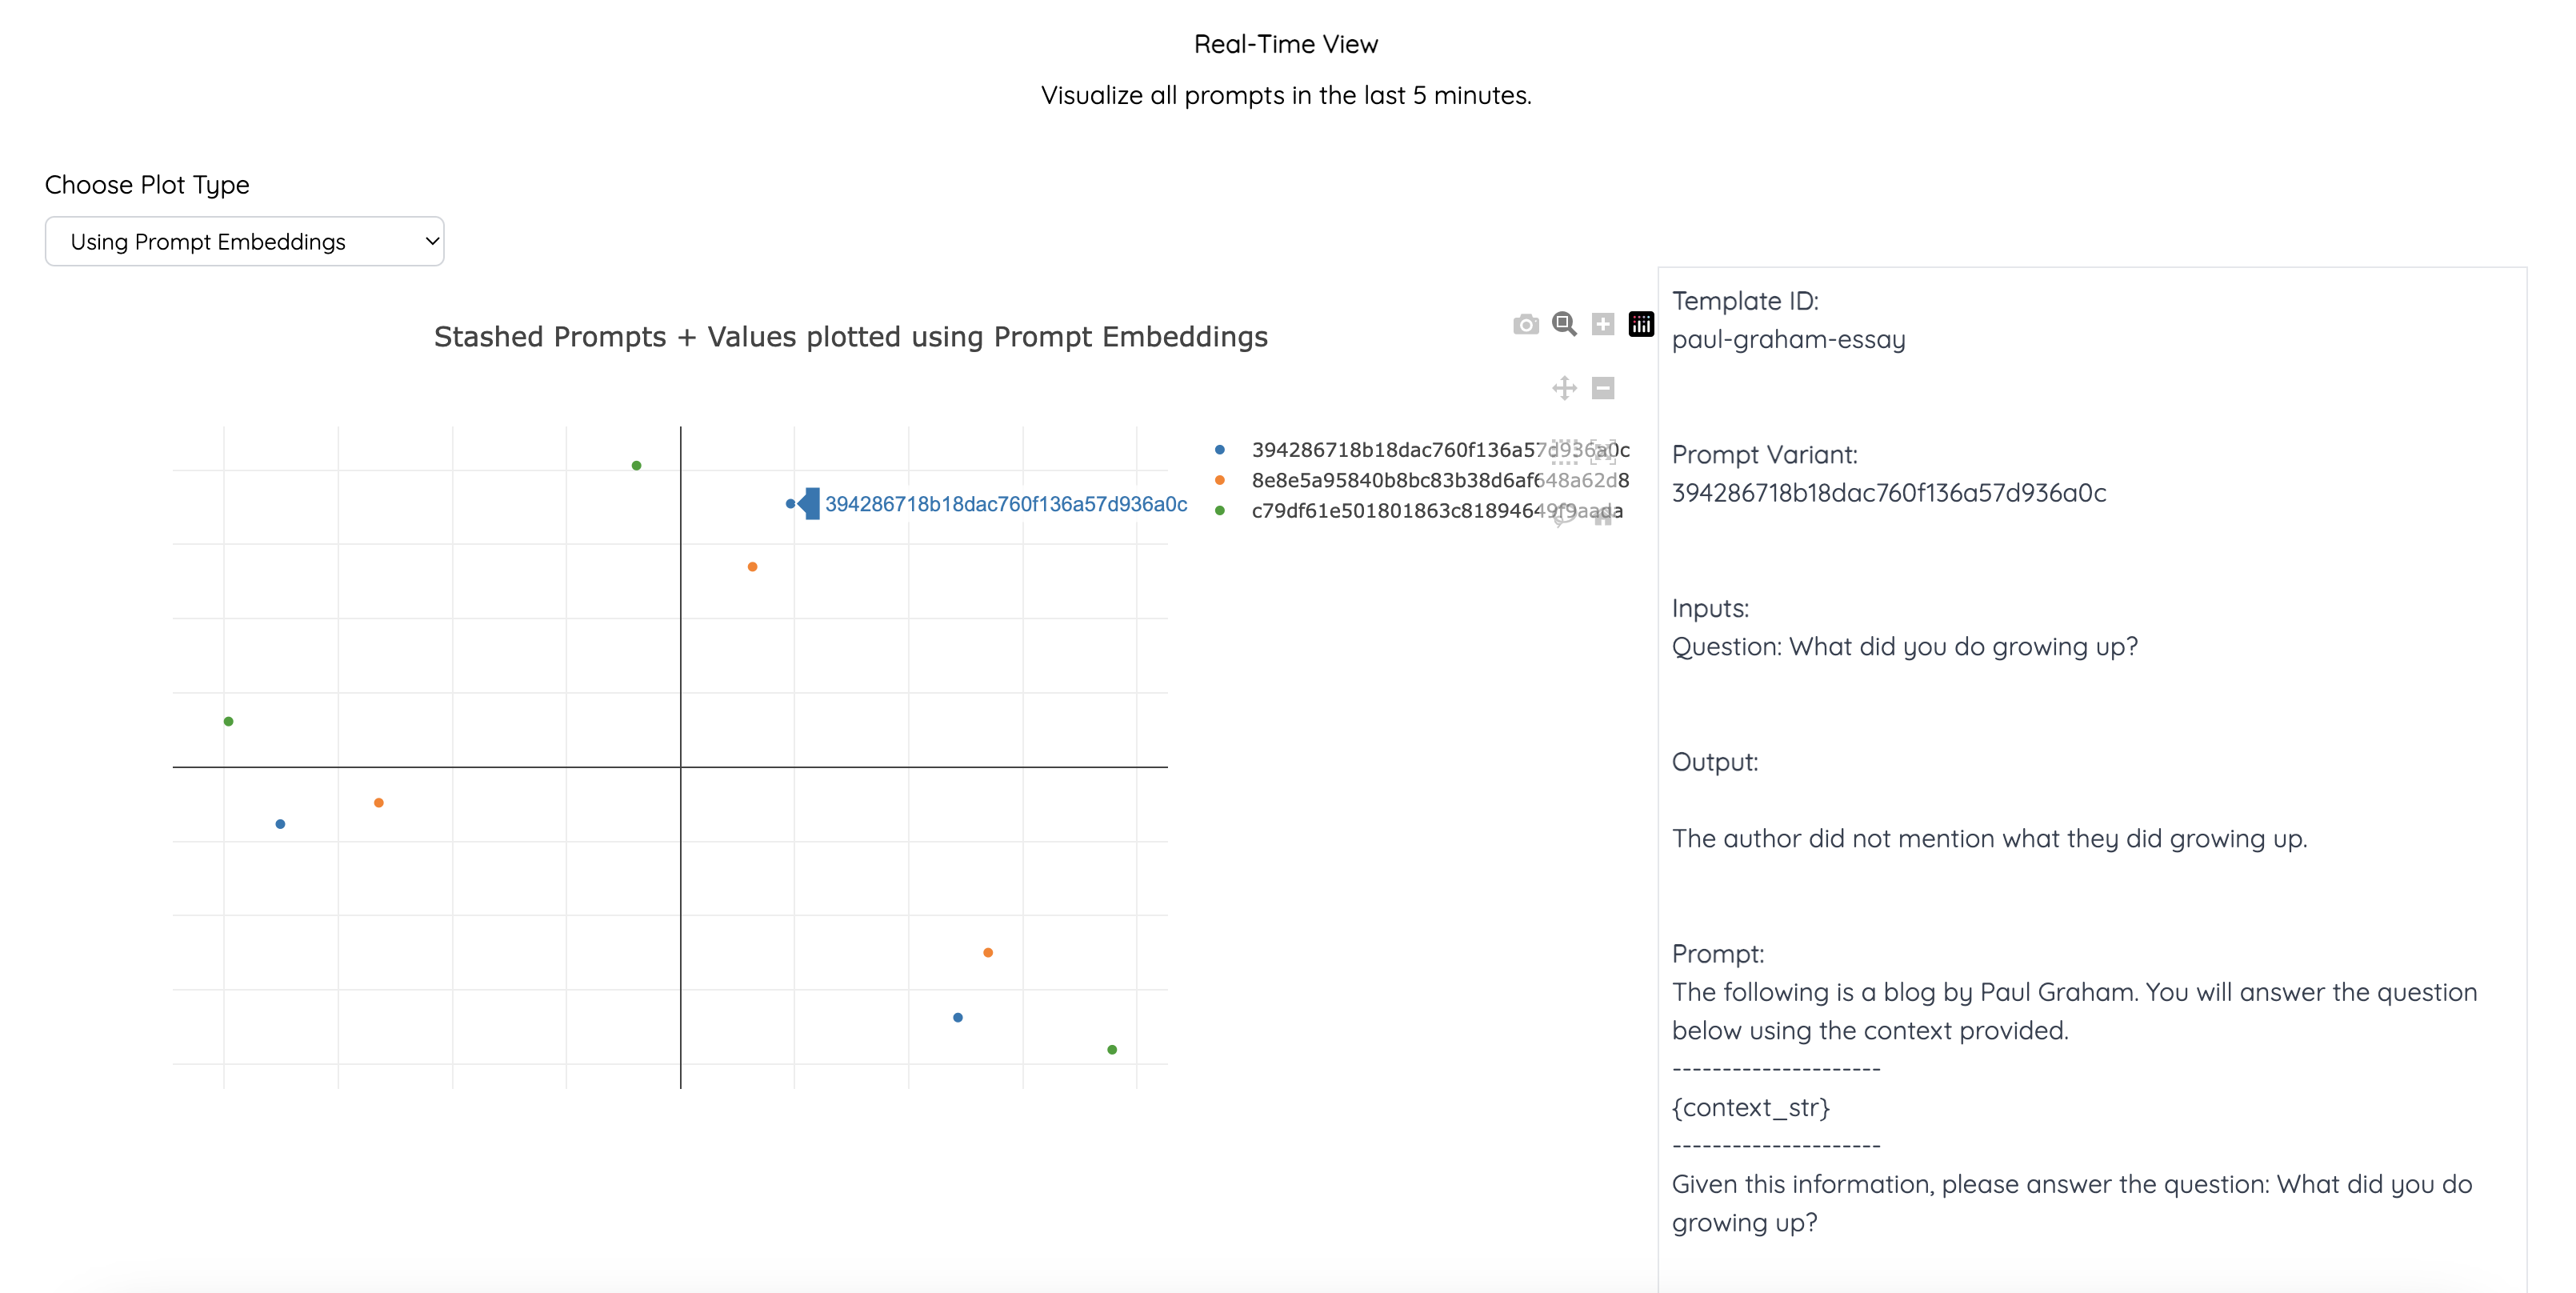 Real-Time View
Visualize all prompts in the last 5 minutes.
Choose Plot Type
Using Prompt Embeddings
Stashed Prompts + Values plotted using Prompt Embeddings
394286718b18dac760f136a57d936a0c
394286718b18dac760f136a57d936a0c
8e8e5a95840b8bc83b38d6af648a62d8
c79df61e501801863c81894649f9aada
Template ID:
paul-graham-essay
Prompt Variant:
394286718b18dac760f136a57d936a0c
Inputs:
Question: What did you do growing up?
Output:
The author did not mention what they did growing up.
Prompt:
The following is a blog by Paul Graham. You will answer the question
below using the context provided.
---------------------
{context_str}
---------------------
Given this information, please answer the question: What did you do
growing up?